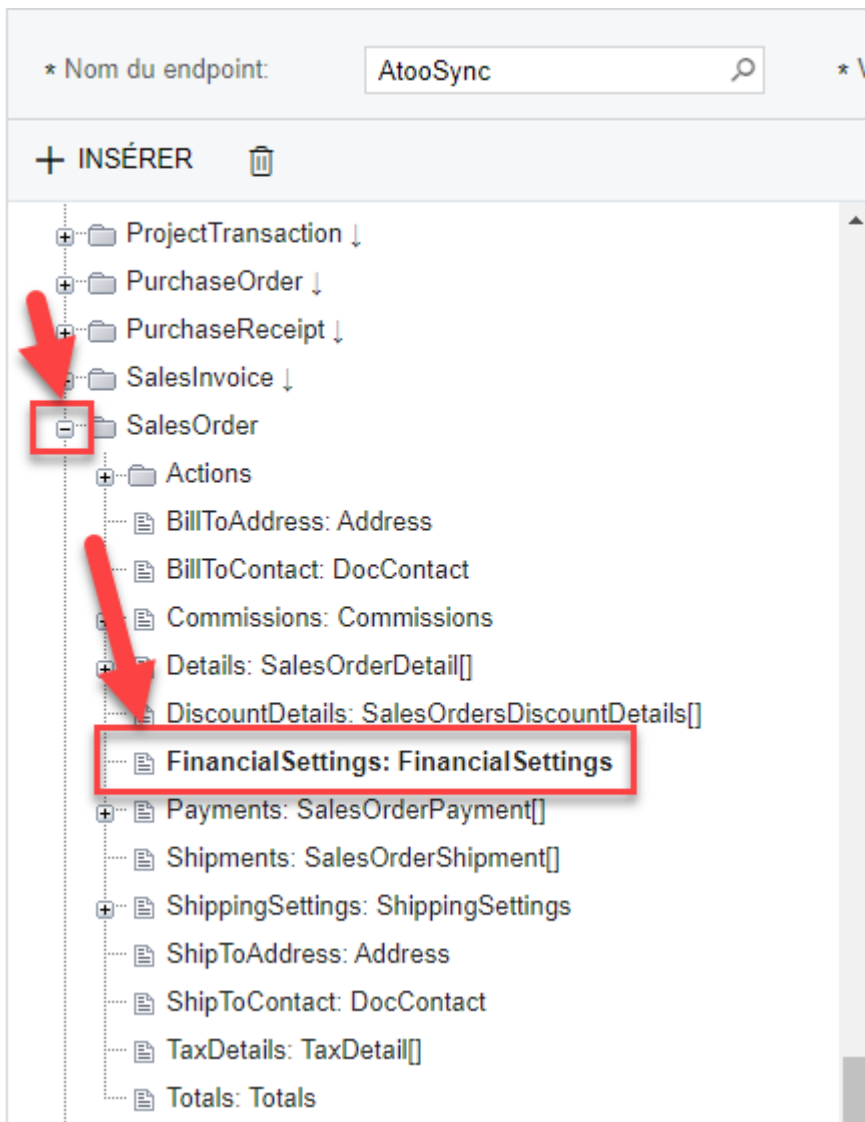 * Nom du endpoint: AtooSync * V
+ INSÉRER
ProjectTransaction ↓
PurchaseOrder ↓
PurchaseReceipt ↓
SalesInvoice ↓
SalesOrder
Actions
BillToAddress: Address
BillToContact: DocContact
Commissions: Commissions
Details: SalesOrderDetail[]
DiscountDetails: SalesOrdersDiscountDetails[]
FinancialSettings: FinancialSettings
Payments: SalesOrderPayment[]
Shipments: SalesOrderShipment[]
ShippingSettings: ShippingSettings
ShipToAddress: Address
ShipToContact: DocContact
TaxDetails: TaxDetail[]
Totals: Totals